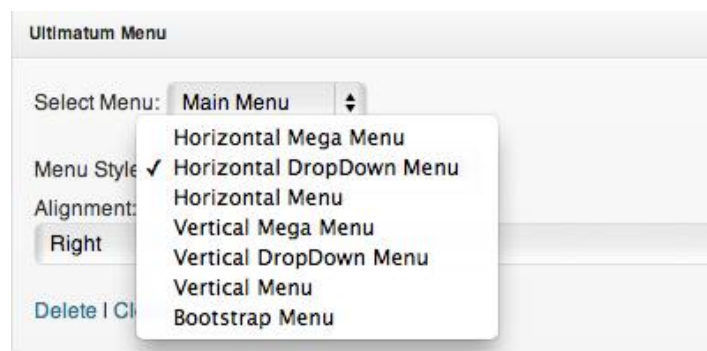 Ultimatum Menu
Select Menu: Main Menu
Horizontal Mega Menu
Menu Style ✓ Horizontal DropDown Menu
Horizontal Menu
Alignment:
Vertical Mega Menu
Right
Vertical DropDown Menu
Vertical Menu
Delete | Cl
Bootstrap Menu